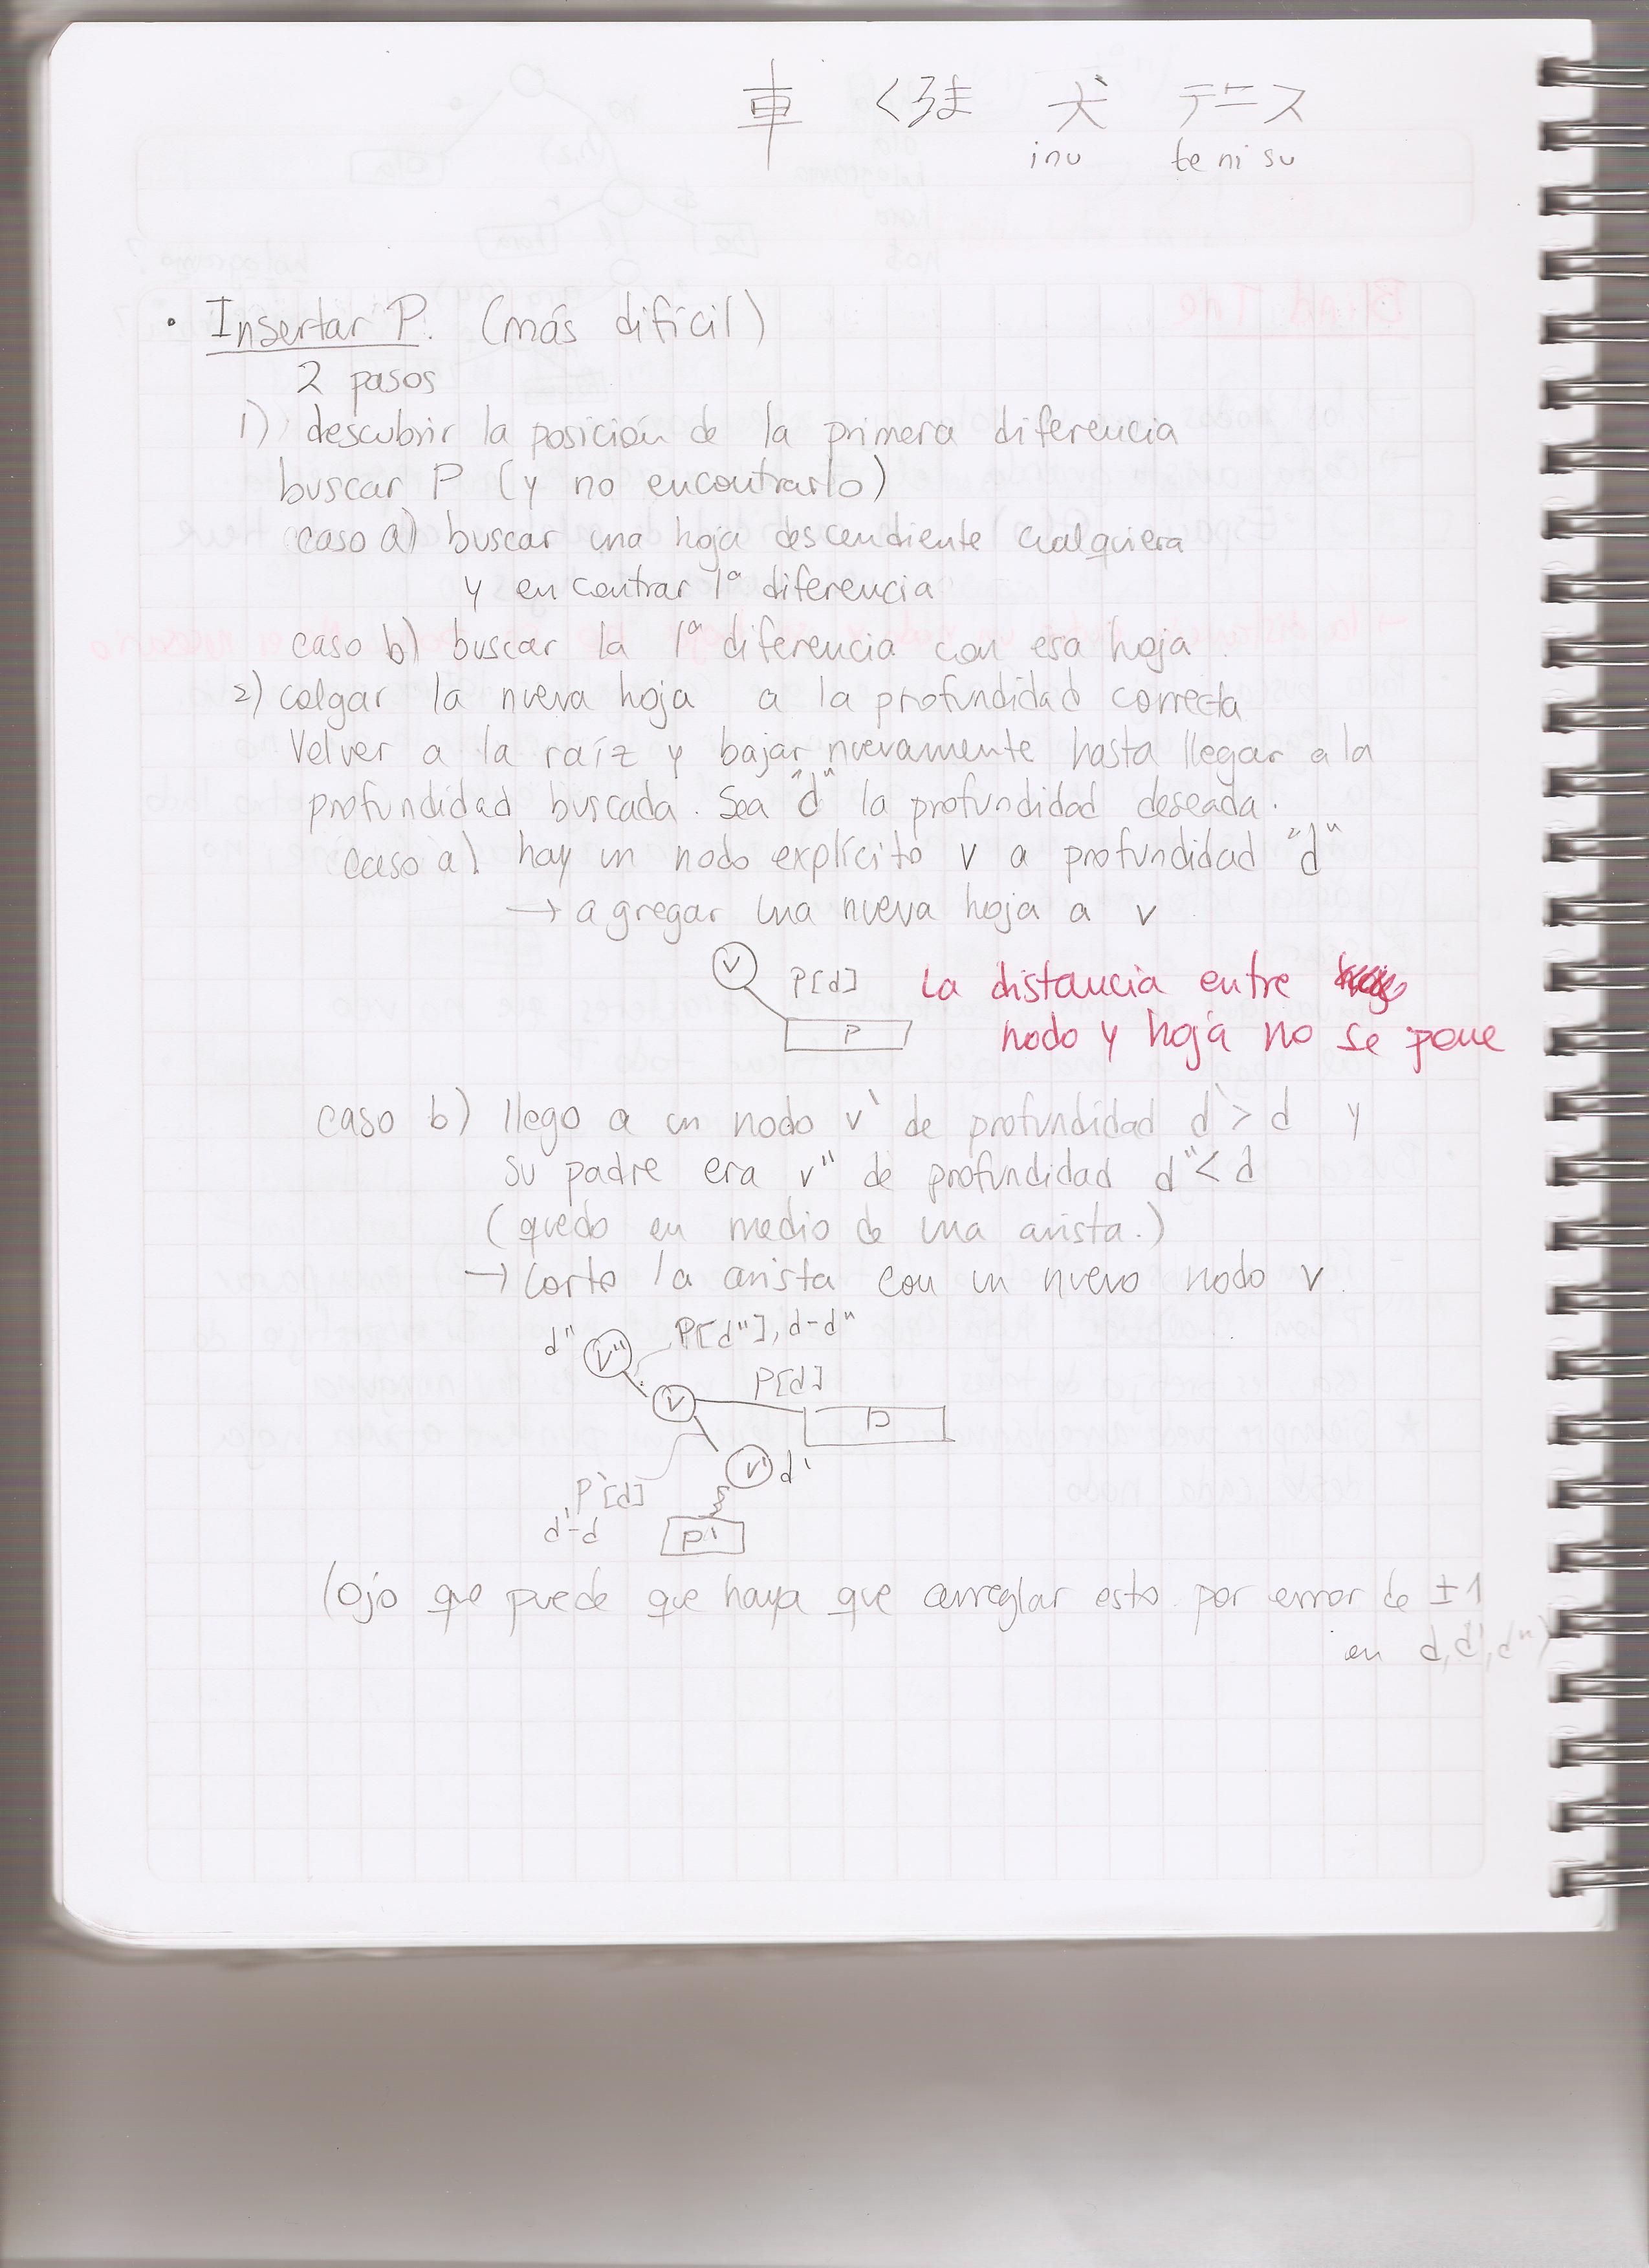 車 くるま 犬 テニス
inu te ni su
• Insertar P. (más difícil)
2 pasos
1) descubrir la posición de la primera diferencia
buscar P (y no encontrarlo)
caso a) buscar una hoja descendiente cualquiera
y encontrar 1ª diferencia
caso b) buscar la 1ª diferencia con esa hoja.
2) colgar la nueva hoja a la profundidad correcta
Volver a la raíz y bajar nuevamente hasta llegar a la
profundidad buscada. Sea "d" la profundidad deseada.
caso a) hay un nodo explícito v a profundidad "d"
→ agregar una nueva hoja a v
v P[d] La distancia entre
P nodo y hoja no se pone
caso b) llego a un nodo v' de profundidad d'>d y
su padre era v" de profundidad d"<d
(quedo en medio de una arista.)
→ Corto la arista con un nuevo nodo v.
d" v" P[d"], d-d"
v P[d] P
v' d'
P'[d]
, d'-d P'
(ojo que puede que haya que arreglar esto por error de ±1
en d, d', d")